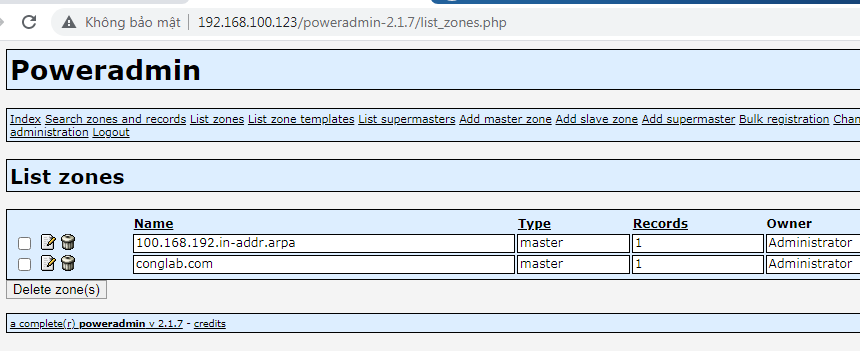 Không bảo mật 192.168.100.123/poweradmin-2.1.7/list_zones.php
Poweradmin
Index Search zones and records List zones List zone templates List supermasters Add master zone Add slave zone Add supermaster Bulk registration Chan
administration Logout
List zones
Name Type Records Owner
100.168.192.in-addr.arpa master 1 Administrator
conglab.com master 1 Administrator
Delete zone(s)
a complete(r) poweradmin v 2.1.7 - credits